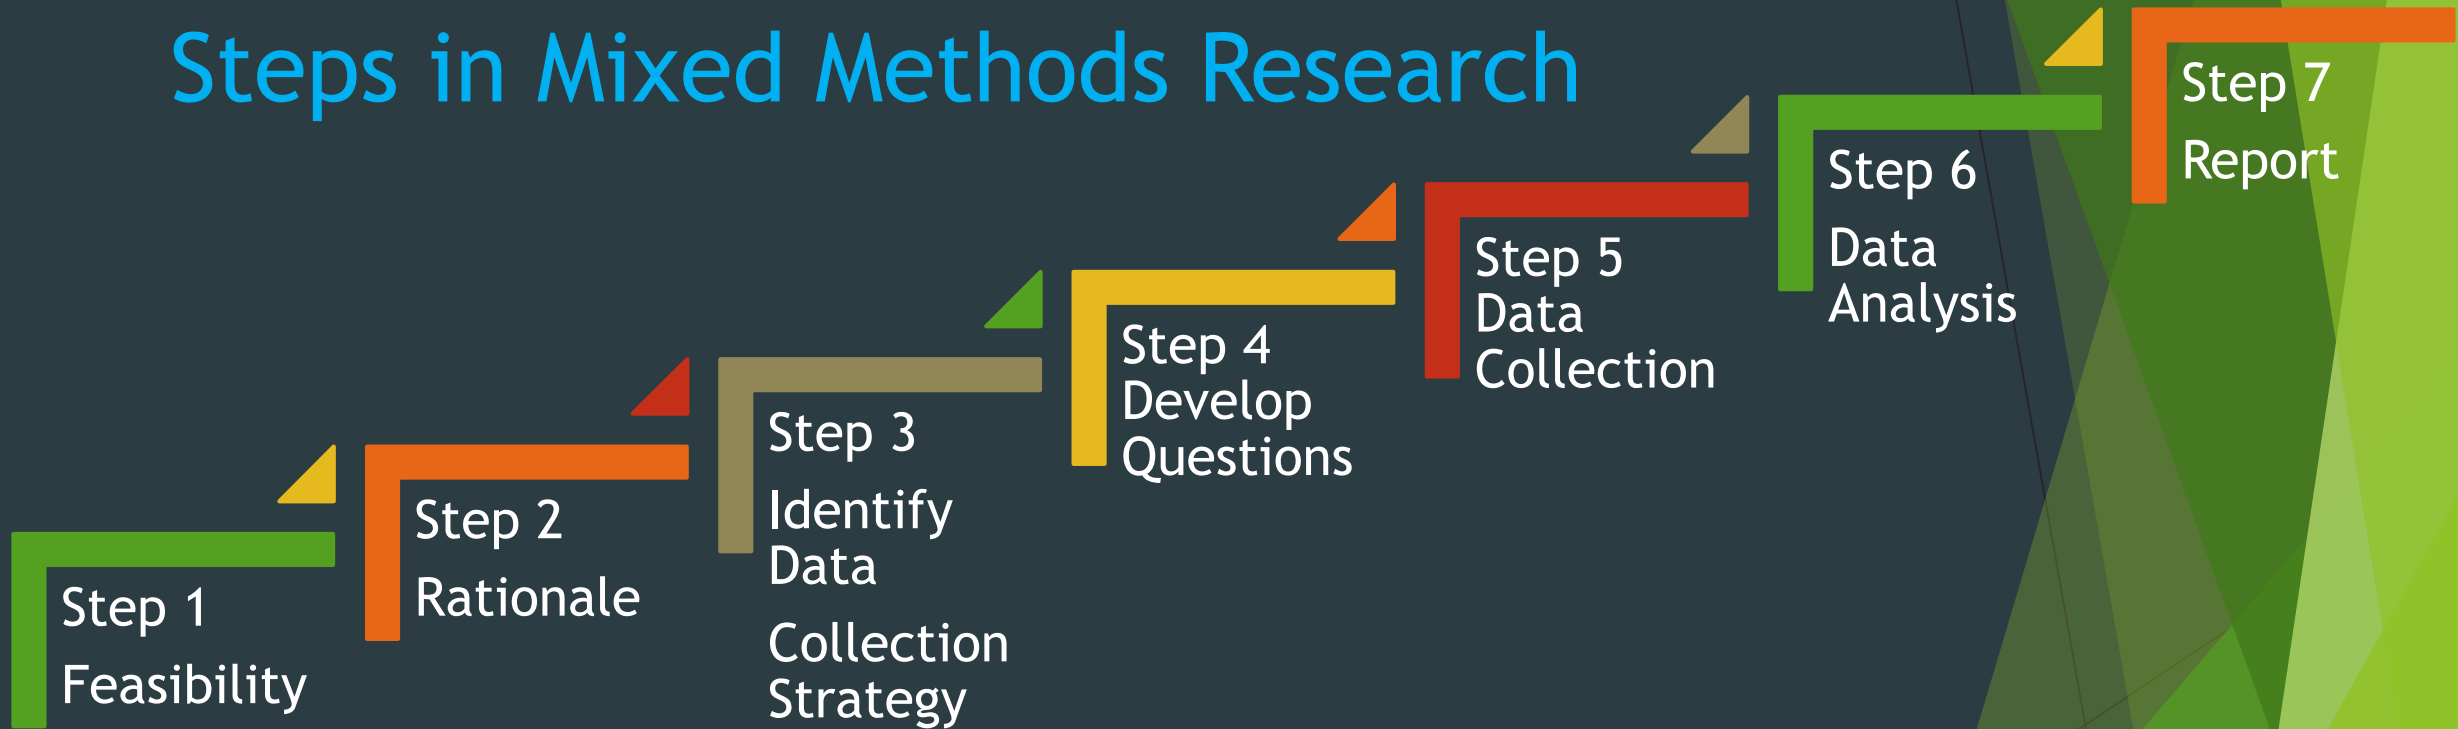 Steps in Mixed Methods Research
Step 1
Feasibility
Step 2
Rationale
Step 3
Identify
Data
Collection
Strategy
Step 4
Develop
Questions
Step 5
Data
Collection
Step 6
Data
Analysis
Step 7
Report